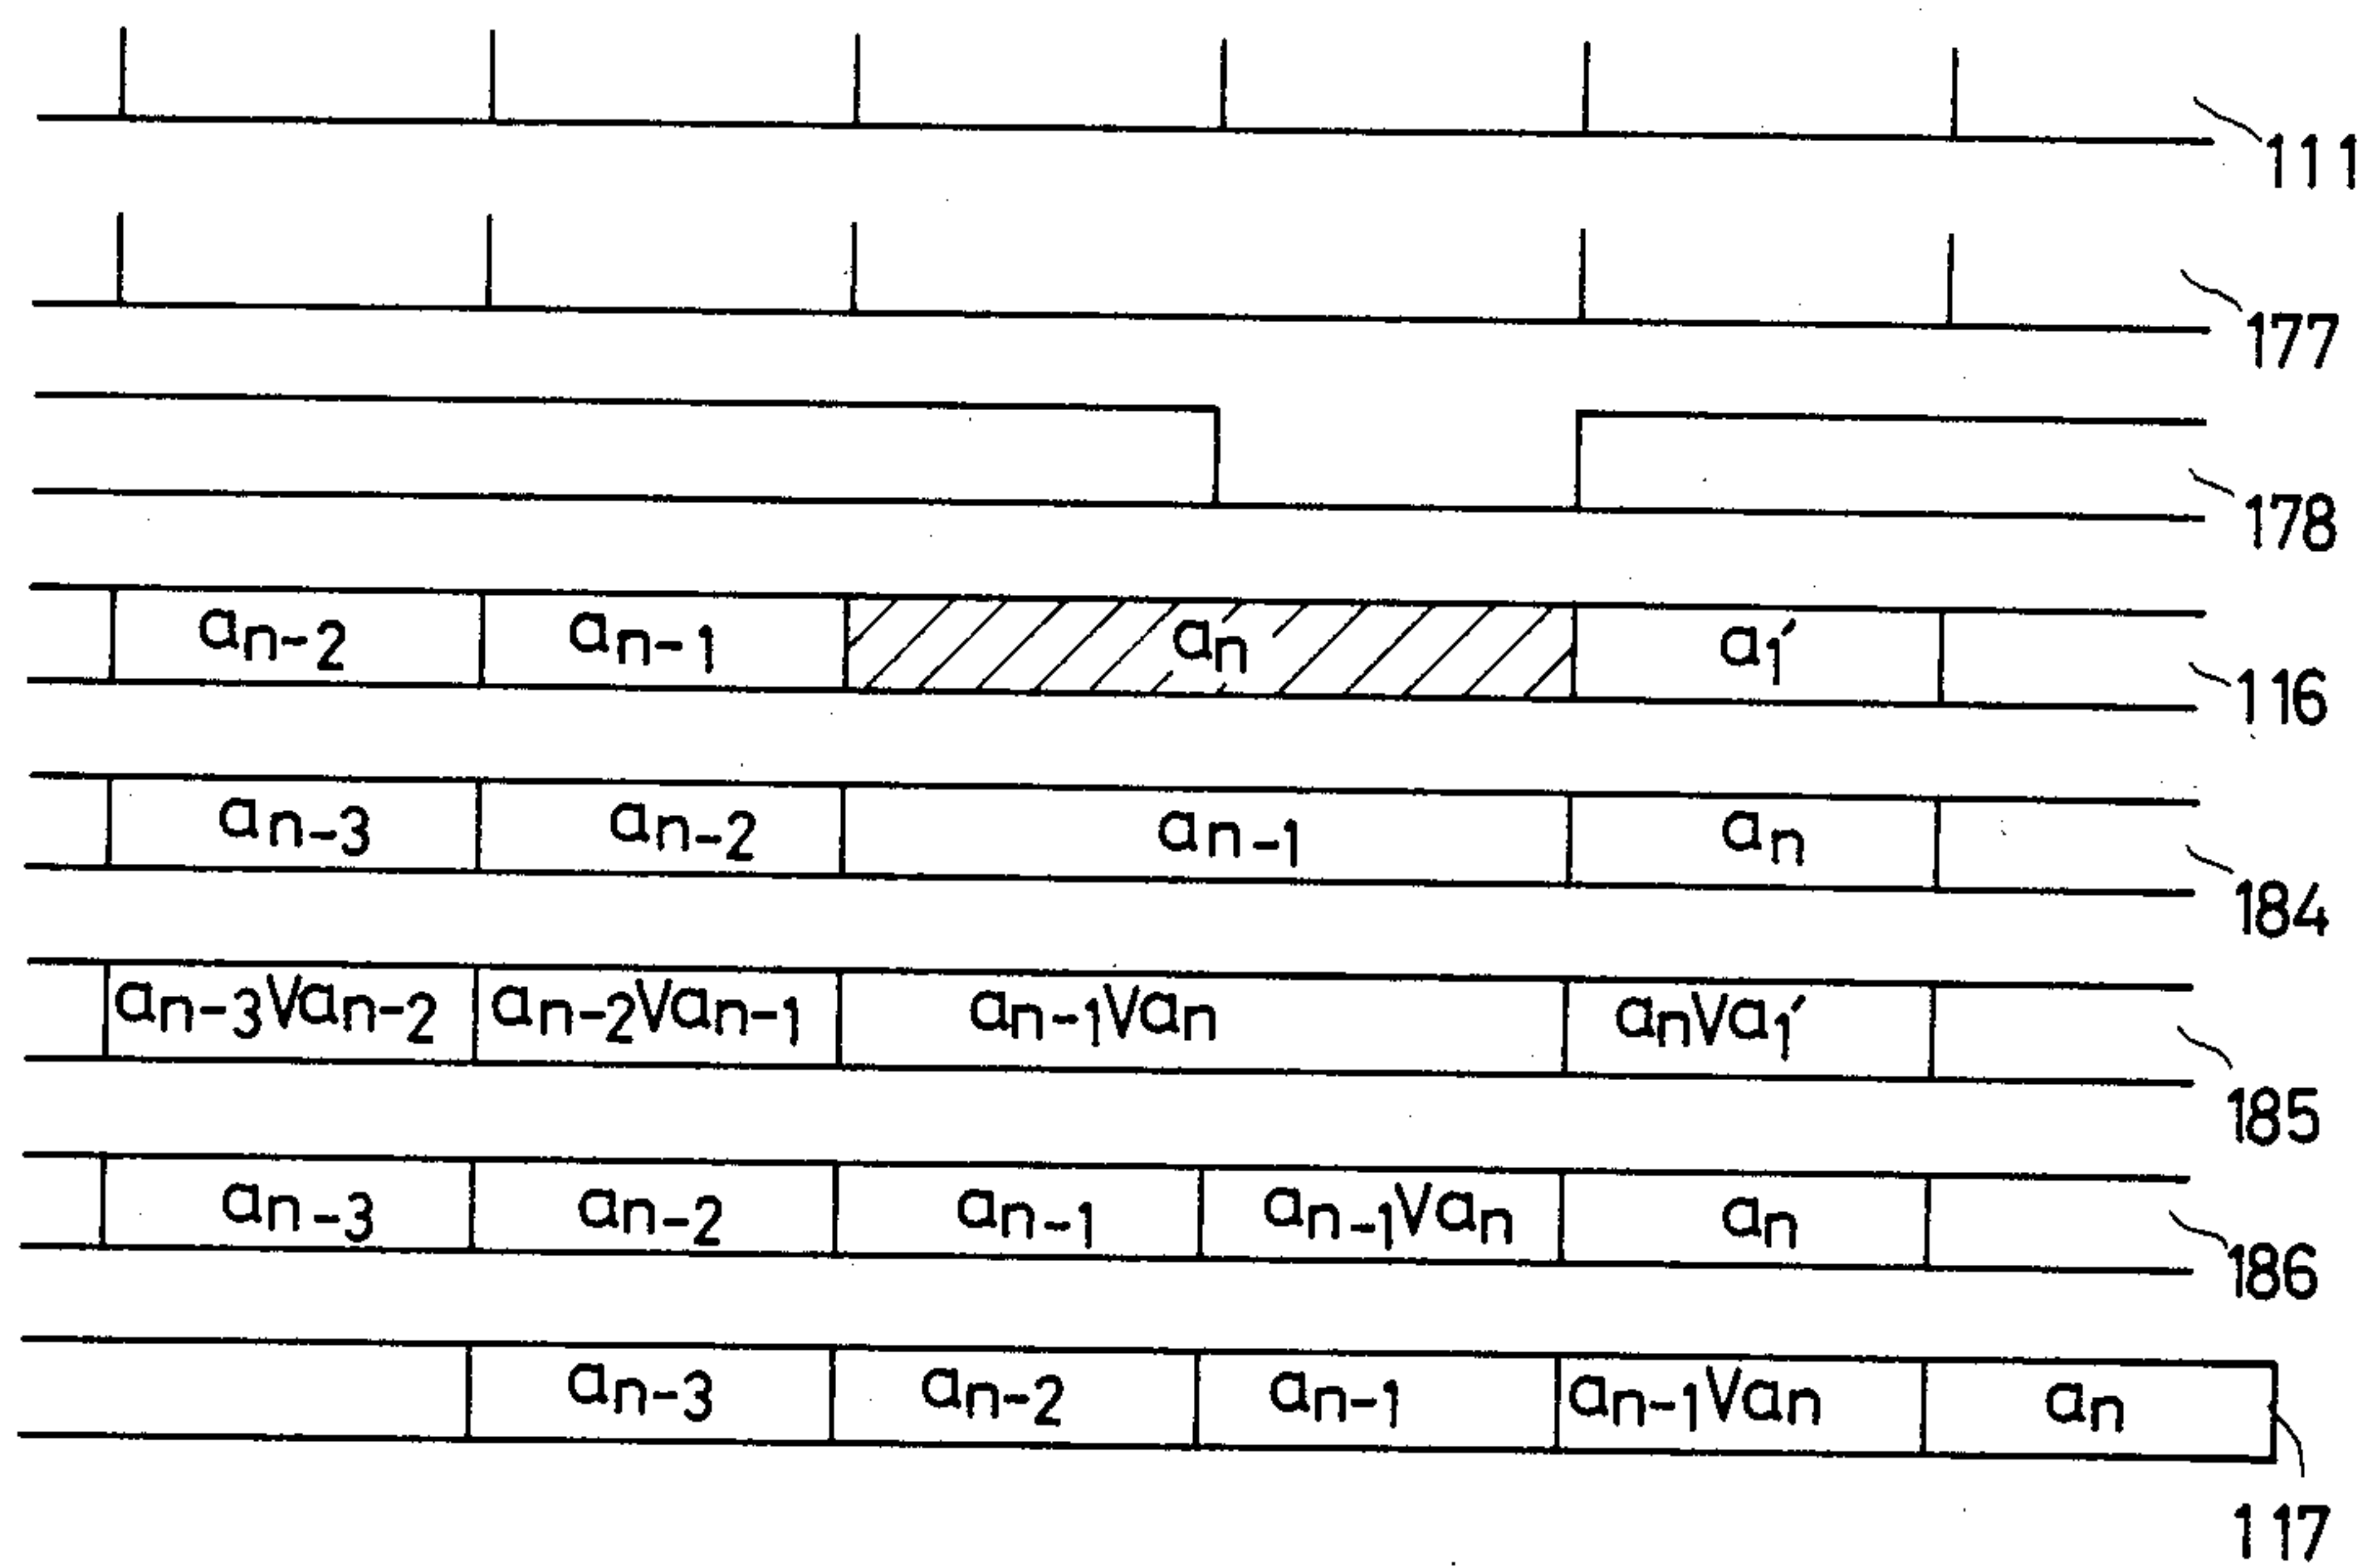 111
177
178
an-2 an-1 an a1′ 116
an-3 an-2 an-1 an 184
an-3Van-2 an-2Van-1 an-1Van anVa1′ 185
an-3 an-2 an-1 an-1Van an 186
an-3 an-2 an-1 an-1Van an
117